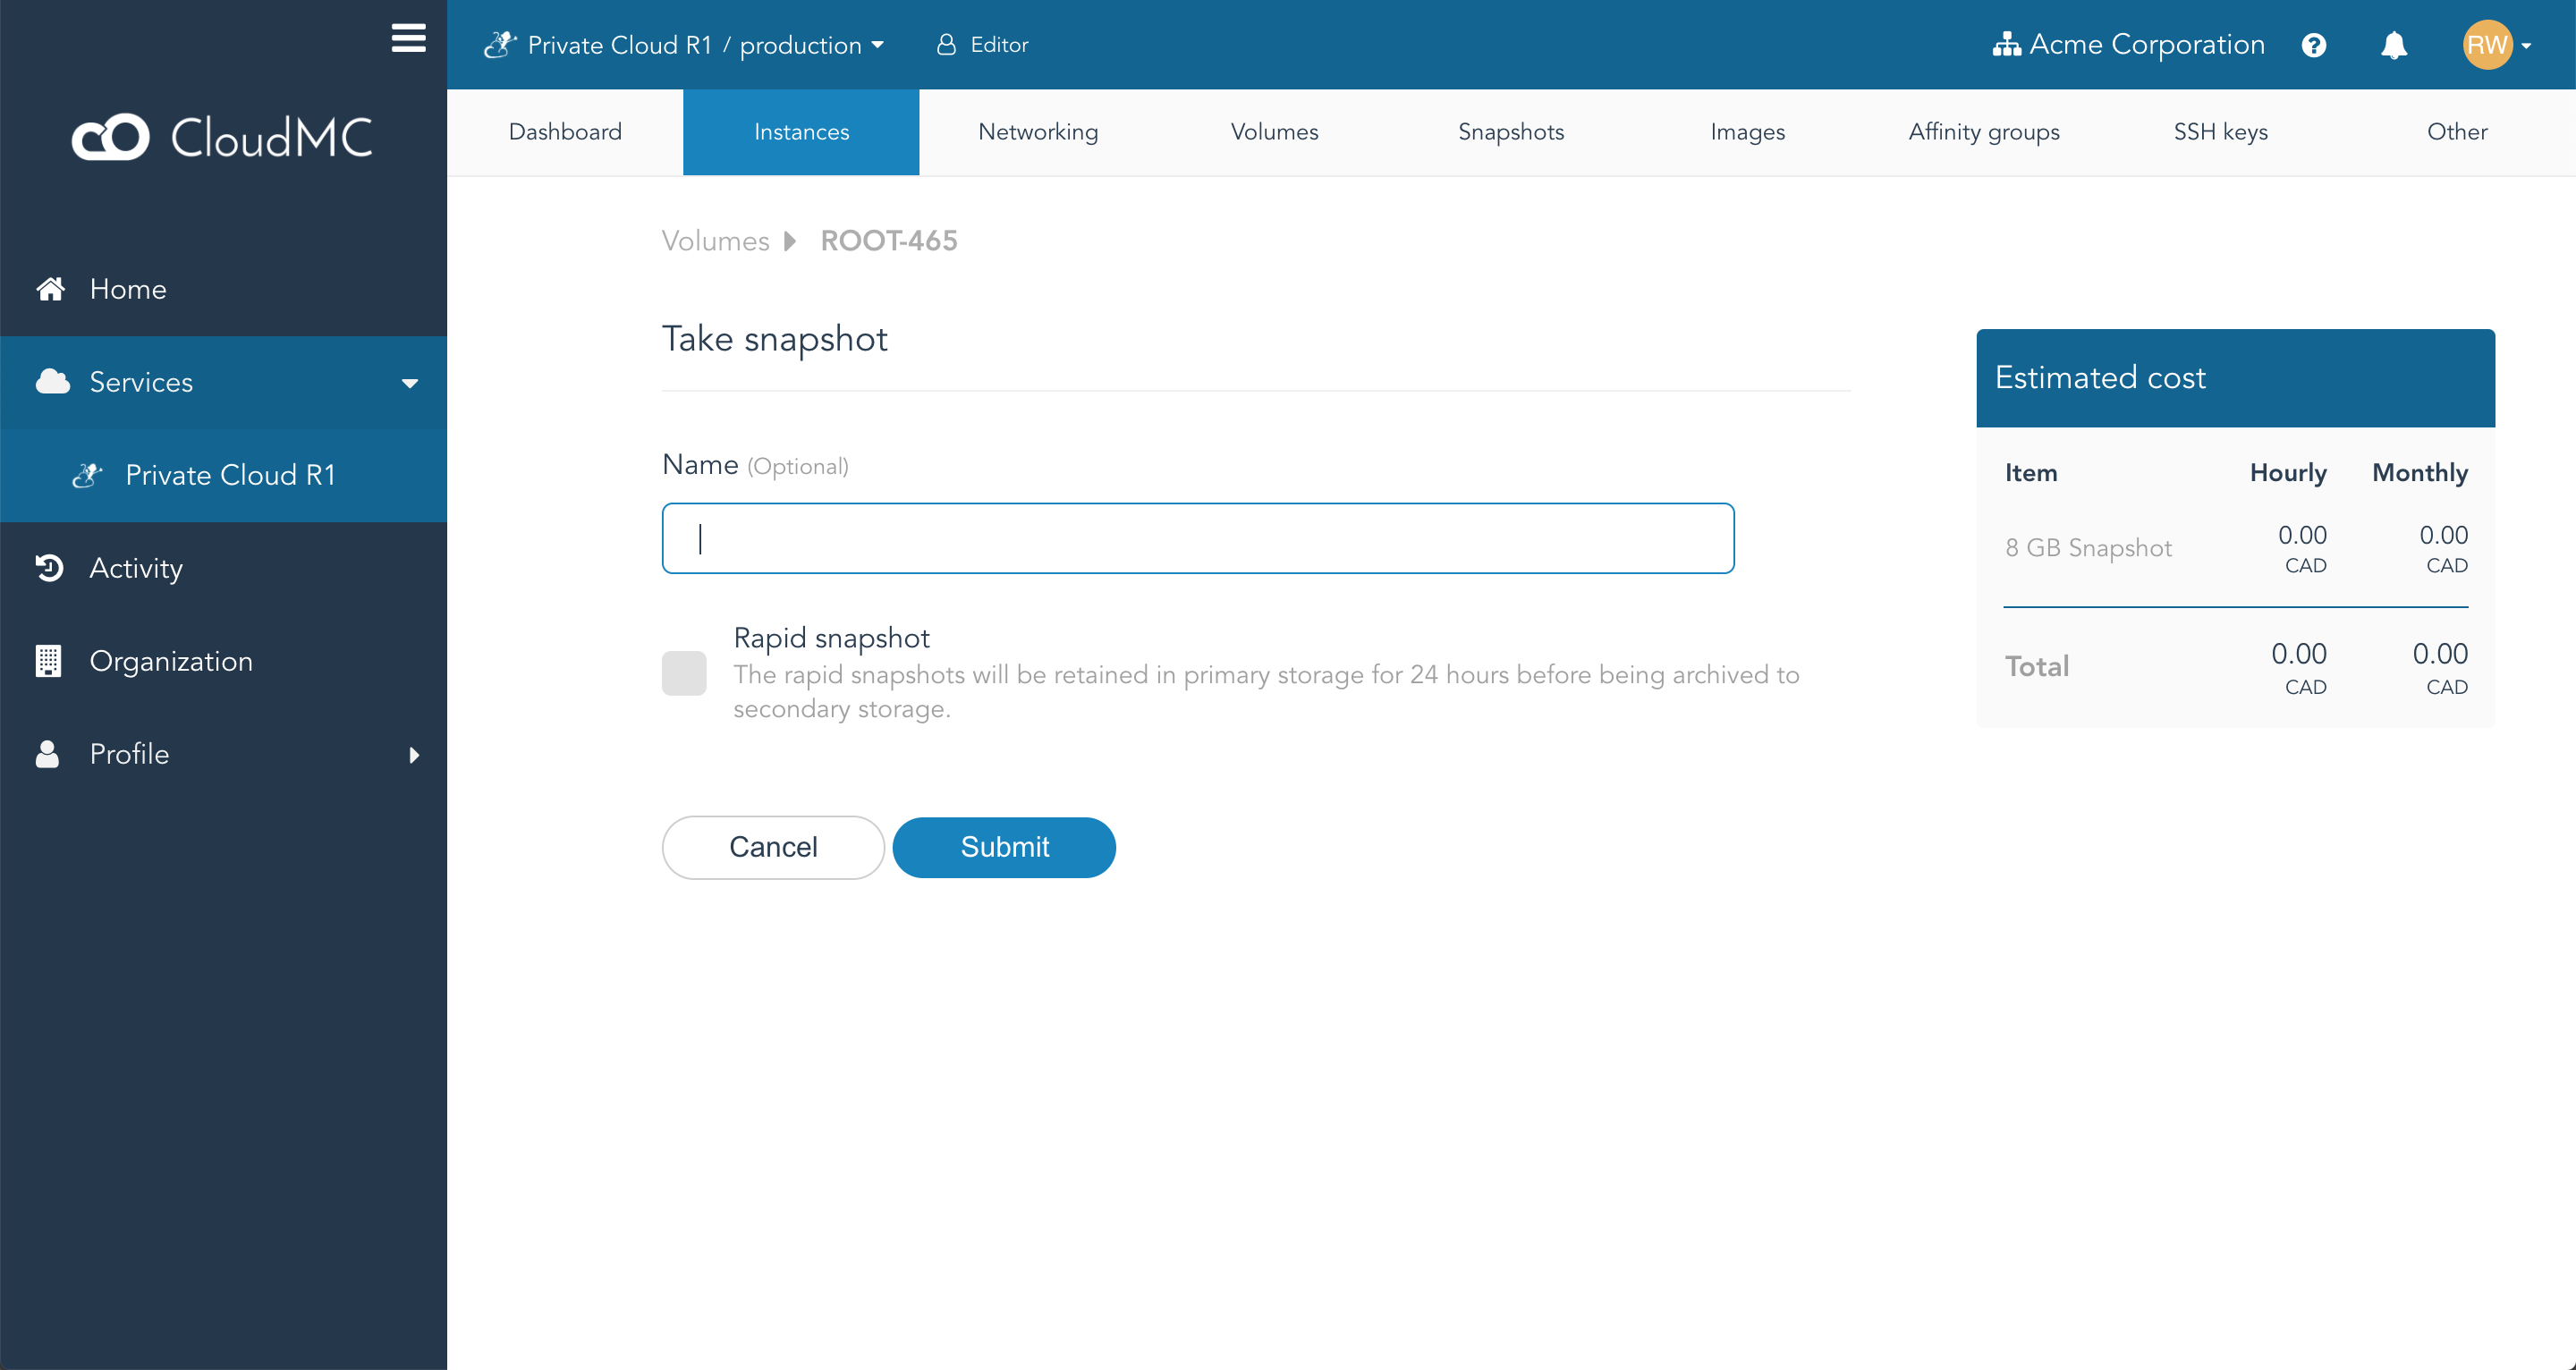 Private Cloud R1 / production
Editor
Acme Corporation
RW
CloudMC
Dashboard
Instances
Networking
Volumes
Snapshots
Images
Affinity groups
SSH keys
Other
Home
Services
Private Cloud R1
Activity
Organization
Profile
Volumes ROOT-465
Take snapshot
Name (Optional)
Rapid snapshot
The rapid snapshots will be retained in primary storage for 24 hours before being archived to
secondary storage.
Cancel
Submit
Estimated cost
Item Hourly Monthly
8 GB Snapshot 0.00 CAD 0.00 CAD
Total 0.00 CAD 0.00 CAD